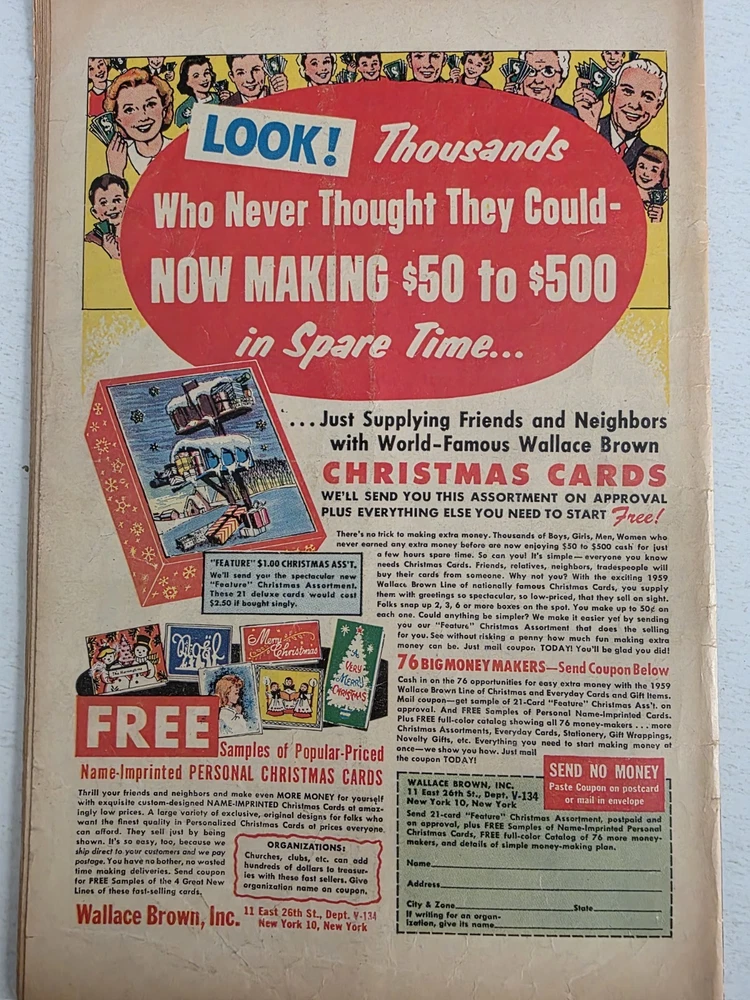 LOOK! Thousands
Who Never Thought They Could-
NOW MAKING $50 to $500
in Spare Time...
...Just Supplying Friends and Neighbors
with World-Famous Wallace Brown
CHRISTMAS CARDS
WE'LL SEND YOU THIS ASSORTMENT ON APPROVAL
PLUS EVERYTHING ELSE YOU NEED TO START Free!
There's no trick to making extra money. Thousands of Boys, Girls, Men, Women who
never earned any extra money before are now enjoying $50 to $500 cash for just
a few hours spare time. So can you! It's simple—everyone you know
needs Christmas Cards. Friends, relatives, neighbors, tradespeople will
buy their cards from someone. Why not you? With the exciting 1959
Wallace Brown Line of nationally famous Christmas Cards, you supply
them with greetings so spectacular, so low-priced, that they sell on sight.
Folks snap up 2, 3, 6 or more boxes on the spot. You make up to 50¢ on
each one. Could anything be simpler? We make it easier yet by sending
you our "Feature" Christmas Assortment that does the selling
for you. See without risking a penny how much fun making extra
money can be. Just mail coupon TODAY! You'll be glad you did!
"FEATURE" $1.00 CHRISTMAS ASS'T.
We'll send you the spectacular new
"Feature" Christmas Assortment.
These 21 deluxe cards would cost
$2.50 if bought singly.
Noël
Merry Christmas
A VERY MERRY CHRISTMAS
76 BIG MONEY MAKERS—Send Coupon Below
Cash in on the 76 opportunities for easy extra money with the 1959
Wallace Brown Line of Christmas and Everyday Cards and Gift Items.
Mail coupon—get sample of 21-Card "Feature" Christmas Ass't. on
approval. And FREE Samples of Personal Name-Imprinted Cards.
Plus FREE full-color catalog showing all 76 money-makers . . . more
Christmas Assortments, Everyday Cards, Stationery, Gift Wrappings,
Novelty Gifts, etc. Everything you need to start making money at
once—we show you how. Just mail
the coupon TODAY!
FREE Samples of Popular-Priced
Name-Imprinted PERSONAL CHRISTMAS CARDS
Thrill your friends and neighbors and make even MORE MONEY for yourself
with exquisite custom-designed NAME-IMPRINTED Christmas Cards at amaz-
ingly low prices. A large variety of exclusive, original designs for folks who
want the finest quality in Personalized Christmas Cards at prices everyone
can afford. They sell just by being
shown. It's so easy, too, because we
ship direct to your customers and we pay
postage. You have no bother, no wasted
time making deliveries. Send coupon
for FREE Samples of the 4 Great New
Lines of these fast-selling cards.
ORGANIZATIONS:
Churches, clubs, etc. can add
hundreds of dollars to treasur-
ies with these fast sellers. Give
organization name on coupon.
Wallace Brown, Inc. 11 East 26th St., Dept. V-134
New York 10, New York
SEND NO MONEY
Paste Coupon on postcard
or mail in envelope
WALLACE BROWN, INC.
11 East 26th St., Dept. V-134
New York 10, New York
Send 21-card "Feature" Christmas Assortment, postpaid and
on approval, plus FREE Samples of Name-Imprinted Personal
Christmas Cards, FREE full-color Catalog of 76 more money-
makers, and details of simple money-making plan.
Name
Address
City & Zone State
If writing for an organ-
ization, give its name